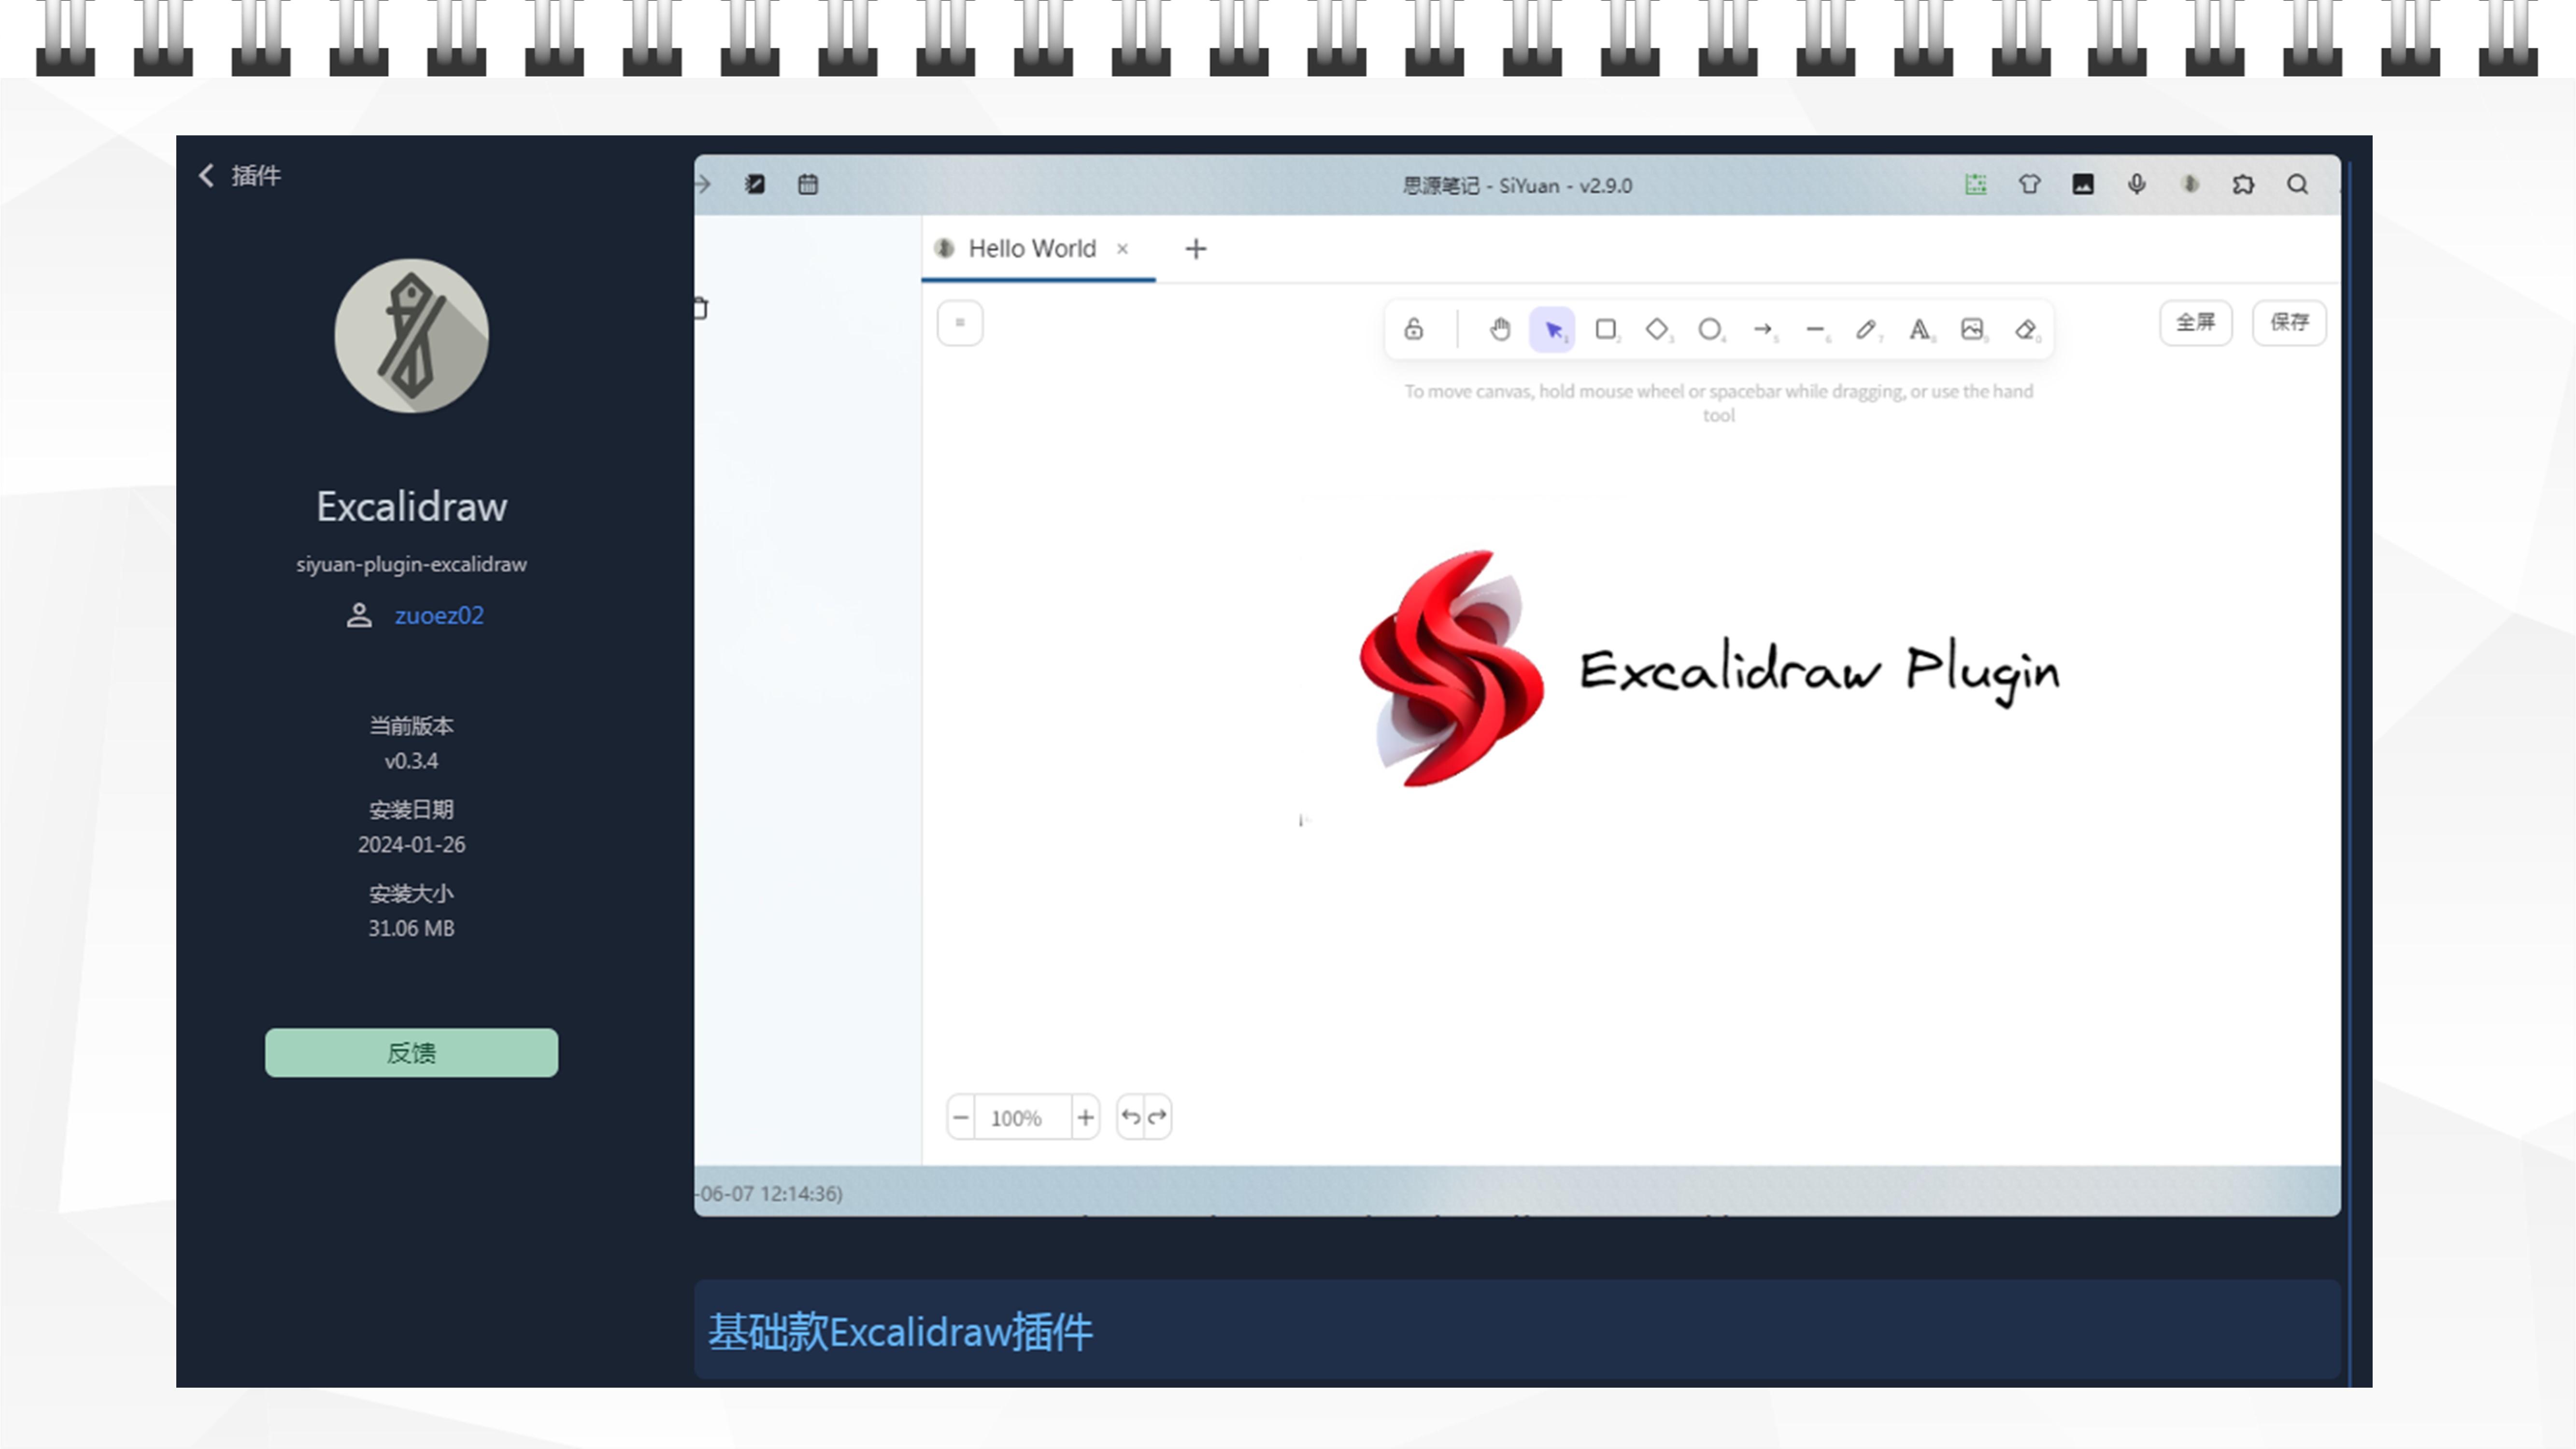 插件
Excalidraw
siyuan-plugin-excalidraw
zuoez02
当前版本
v0.3.4
安装日期
2024-01-26
安装大小
31.06 MB
反馈
思源笔记 - SiYuan - v2.9.0
Hello World
全屏
保存
To move canvas, hold mouse wheel or spacebar while dragging, or use the hand
tool
Excalidraw Plugin
100%
-06-07 12:14:36)
基础款Excalidraw插件